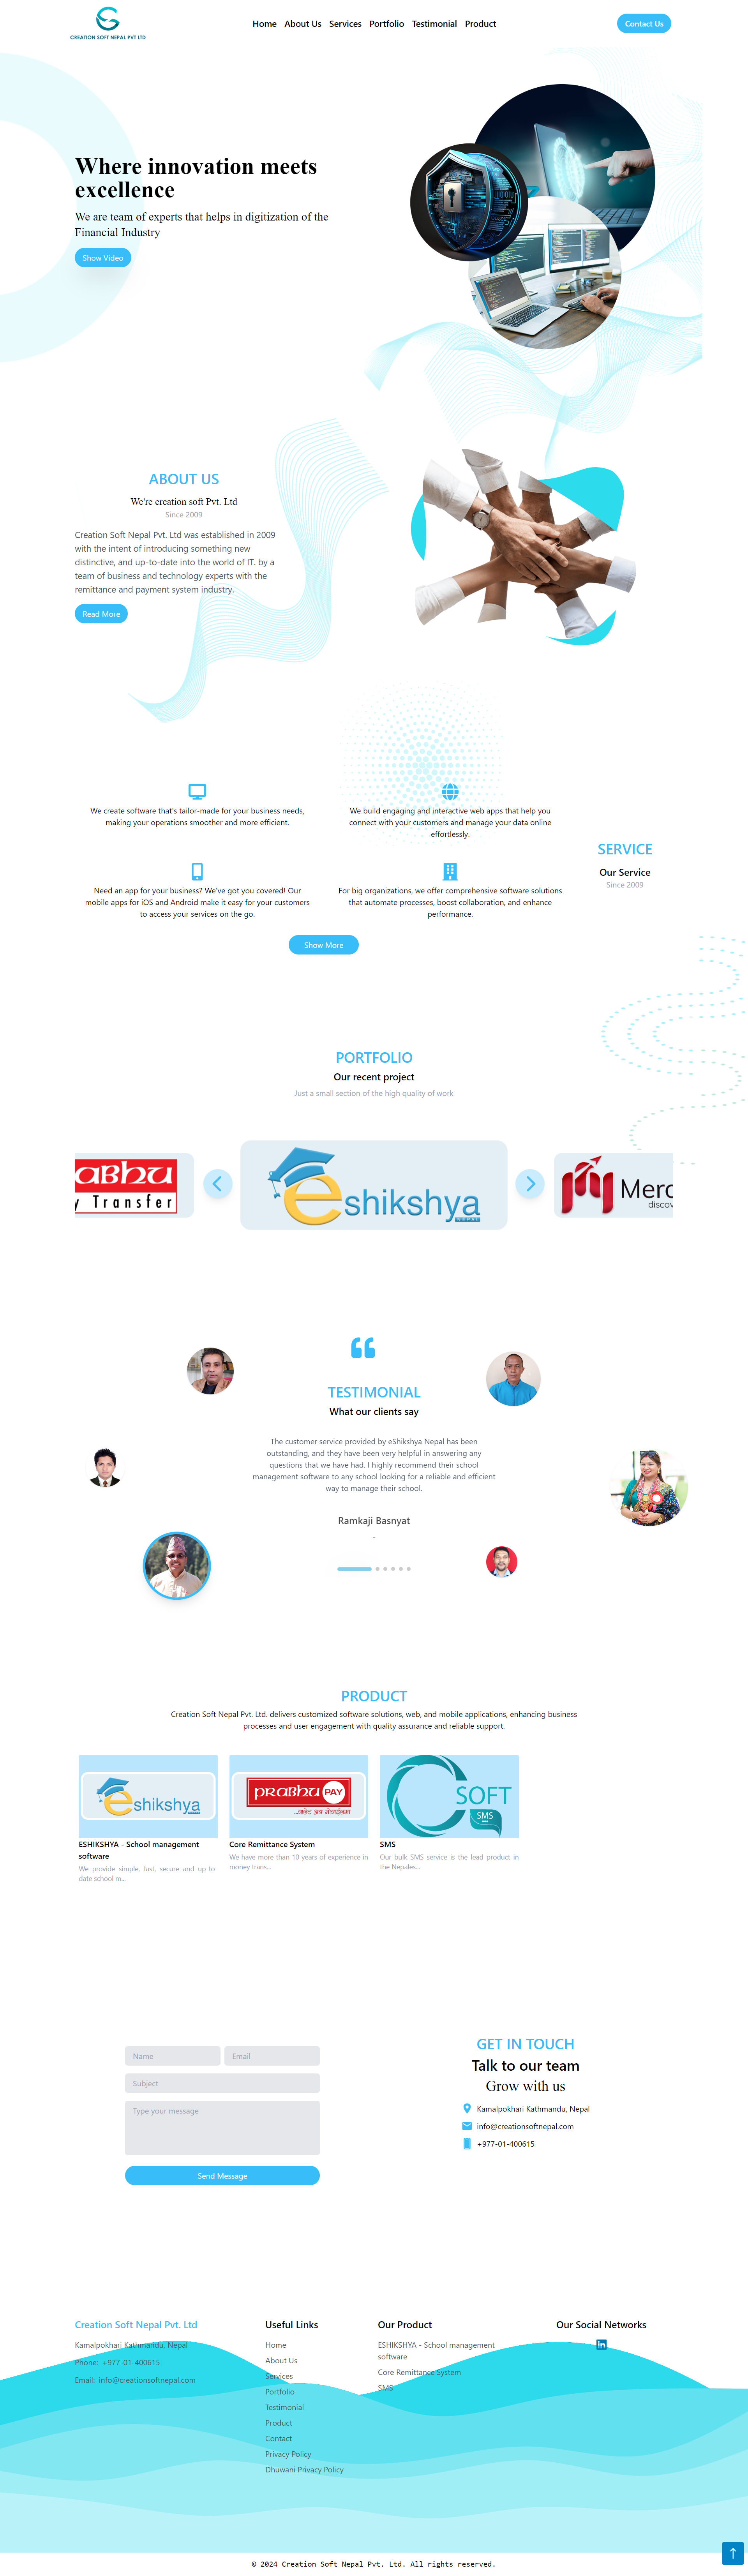 CREATION SOFT NEPAL PVT LTD
Home About Us Services Portfolio Testimonial Product
Contact Us
Where innovation meets
excellence
We are team of experts that helps in digitization of the
Financial Industry
Show Video
ABOUT US
We're creation soft Pvt. Ltd
Since 2009
Creation Soft Nepal Pvt. Ltd was established in 2009
with the intent of introducing something new
distinctive, and up-to-date into the world of IT. by a
team of business and technology experts with the
remittance and payment system industry.
Read More
We create software that's tailor-made for your business needs,
making your operations smoother and more efficient.
We build engaging and interactive web apps that help you
connect with your customers and manage your data online
effortlessly.
Need an app for your business? We've got you covered! Our
mobile apps for iOS and Android make it easy for your customers
to access your services on the go.
For big organizations, we offer comprehensive software solutions
that automate processes, boost collaboration, and enhance
performance.
Show More
SERVICE
Our Service
Since 2009
PORTFOLIO
Our recent project
Just a small section of the high quality of work
abhu
y Transfer
eshikshya
NEPAL
Merc
discov
TESTIMONIAL
What our clients say
The customer service provided by eShikshya Nepal has been
outstanding, and they have been very helpful in answering any
questions that we have had. I highly recommend their school
management software to any school looking for a reliable and efficient
way to manage their school.
Ramkaji Basnyat
PRODUCT
Creation Soft Nepal Pvt. Ltd. delivers customized software solutions, web, and mobile applications, enhancing business
processes and user engagement with quality assurance and reliable support.
eshikshya
ESHIKSHYA - School management
software
We provide simple, fast, secure and up-to-
date school m...
PRABHU PAY
Core Remittance System
We have more than 10 years of experience in
money trans...
SOFT
SMS
SMS
Our bulk SMS service is the lead product in
the Nepales...
Name
Email
Subject
Type your message
Send Message
GET IN TOUCH
Talk to our team
Grow with us
Kamalpokhari Kathmandu, Nepal
info@creationsoftnepal.com
+977-01-400615
Creation Soft Nepal Pvt. Ltd
Kamalpokhari Kathmandu, Nepal
Phone: +977-01-400615
Email: info@creationsoftnepal.com
Useful Links
Home
About Us
Services
Portfolio
Testimonial
Product
Contact
Privacy Policy
Dhuwani Privacy Policy
Our Product
ESHIKSHYA - School management
software
Core Remittance System
SMS
Our Social Networks
in
© 2024 Creation Soft Nepal Pvt. Ltd. All rights reserved.